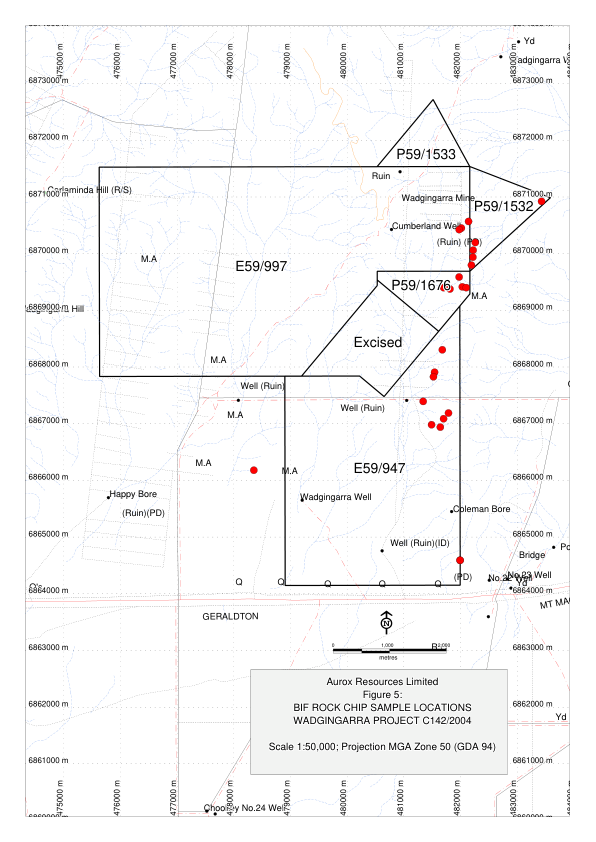 475000 m
476000 m
477000 m
478000 m
479000 m
480000 m
481000 m
482000 m
483000 m
Yd
6873000 m
6873000 m
6872000 m
6872000 m
P59/1533
Ruin
6871000 m
6871000 m
Carlaminda Hill (R/S)
Wadgingarra Mine
P59/1532
Cumberland Well
(Ruin) (PD)
6870000 m
6870000 m
M.A
E59/997
P59/1676
M.A
6869000 m
6869000 m
Hill
Excised
6868000 m
6868000 m
M.A
Well (Ruin)
Well (Ruin)
6867000 m
6867000 m
M.A
M.A
M.A
E59/947
6866000 m
6866000 m
Happy Bore
Wadgingarra Well
(Ruin)(PD)
Coleman Bore
6865000 m
6865000 m
Well (Ruin)(ID)
Bridge
(PD)
No.22 Well
No.23 Well
Yd
Q
Q
Q
Q
Q
6864000 m
6864000 m
GERALDTON
MT MA
N
6863000 m
6863000 m
0
1,000
2,000
metres
Aurox Resources Limited
Figure 5:
BIF ROCK CHIP SAMPLE LOCATIONS
WADGINGARRA PROJECT C142/2004
Scale 1:50,000; Projection MGA Zone 50 (GDA 94)
6862000 m
6862000 m
Yd
6861000 m
6861000 m
475000 m
476000 m
477000 m
478000 m
479000 m
480000 m
481000 m
482000 m
483000 m
No.24 Well